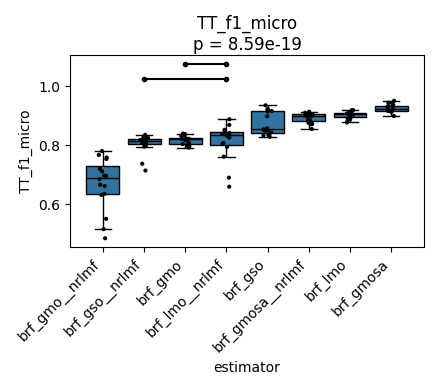 TT_f1_micro
p = 8.59e-19
TT_f1_micro
1.0
0.8
0.6
brf_gmo__nrlmf
brf_gso__nrlmf
brf_gmo
brf_lmo__nrlmf
brf_gso
brf_gmosa__nrlmf
brf_lmo
brf_gmosa
estimator